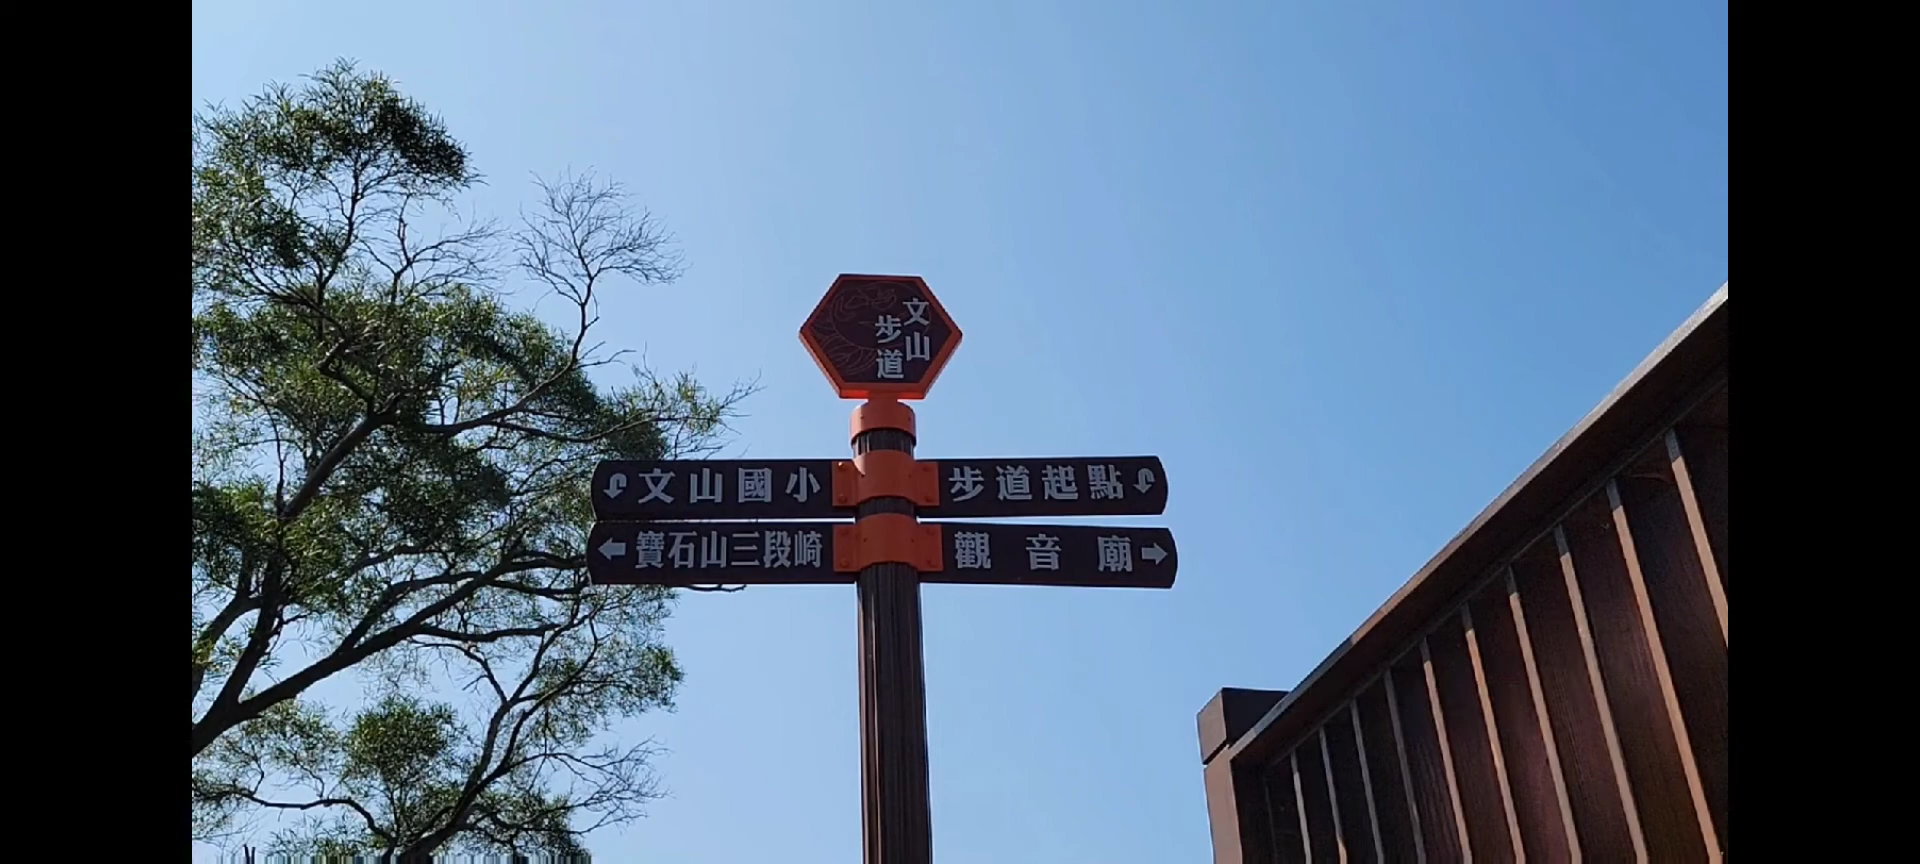 文山
步道
文山國小
步道起點
寶石山三段崎
觀音廟